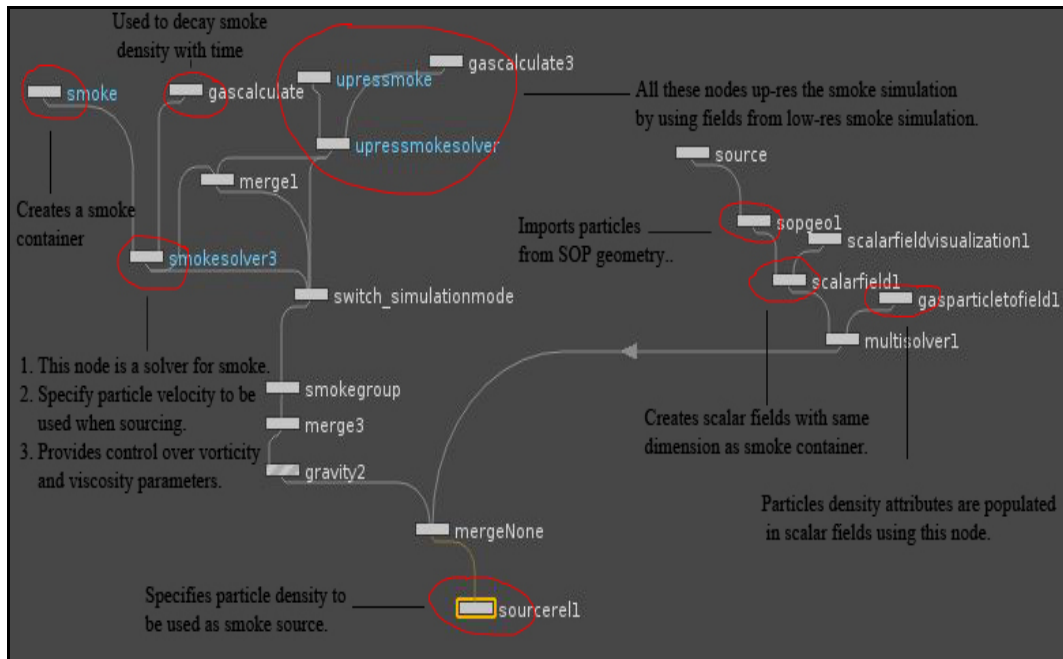 Used to decay smoke
density with time
smoke
gascalculate
upressmoke
gascalculate3
upressmokesolver
All these nodes up-res the smoke simulation
by using fields from low-res smoke simulation.
merge1
Creates a smoke
container
smokesolver3
switch_simulationmode
source
Imports particles
from SOP geometry..
sopgeo1
scalarfieldvisualization1
scalarfield1
gasparticletofield1
multisolver1
1. This node is a solver for smoke.
2. Specify particle velocity to be
used when sourcing.
3. Provides control over vorticity
and viscosity parameters.
smokegroup
merge3
gravity2
Creates scalar fields with same
dimension as smoke container.
Particles density attributes are populated
in scalar fields using this node.
mergeNone
Specifies particle density to
be used as smoke source.
sourcerel1